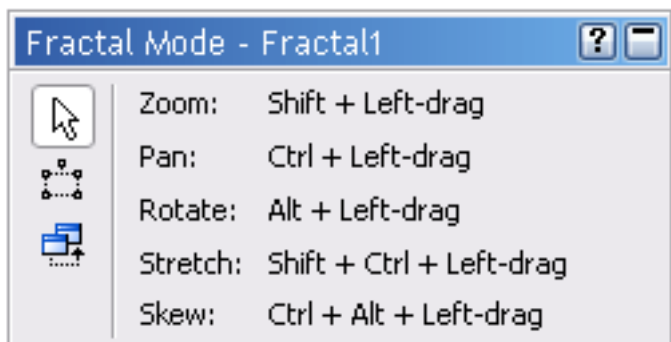 Fractal Mode - Fractal1 ?
Zoom: Shift + Left-drag
Pan: Ctrl + Left-drag
Rotate: Alt + Left-drag
Stretch: Shift + Ctrl + Left-drag
Skew: Ctrl + Alt + Left-drag